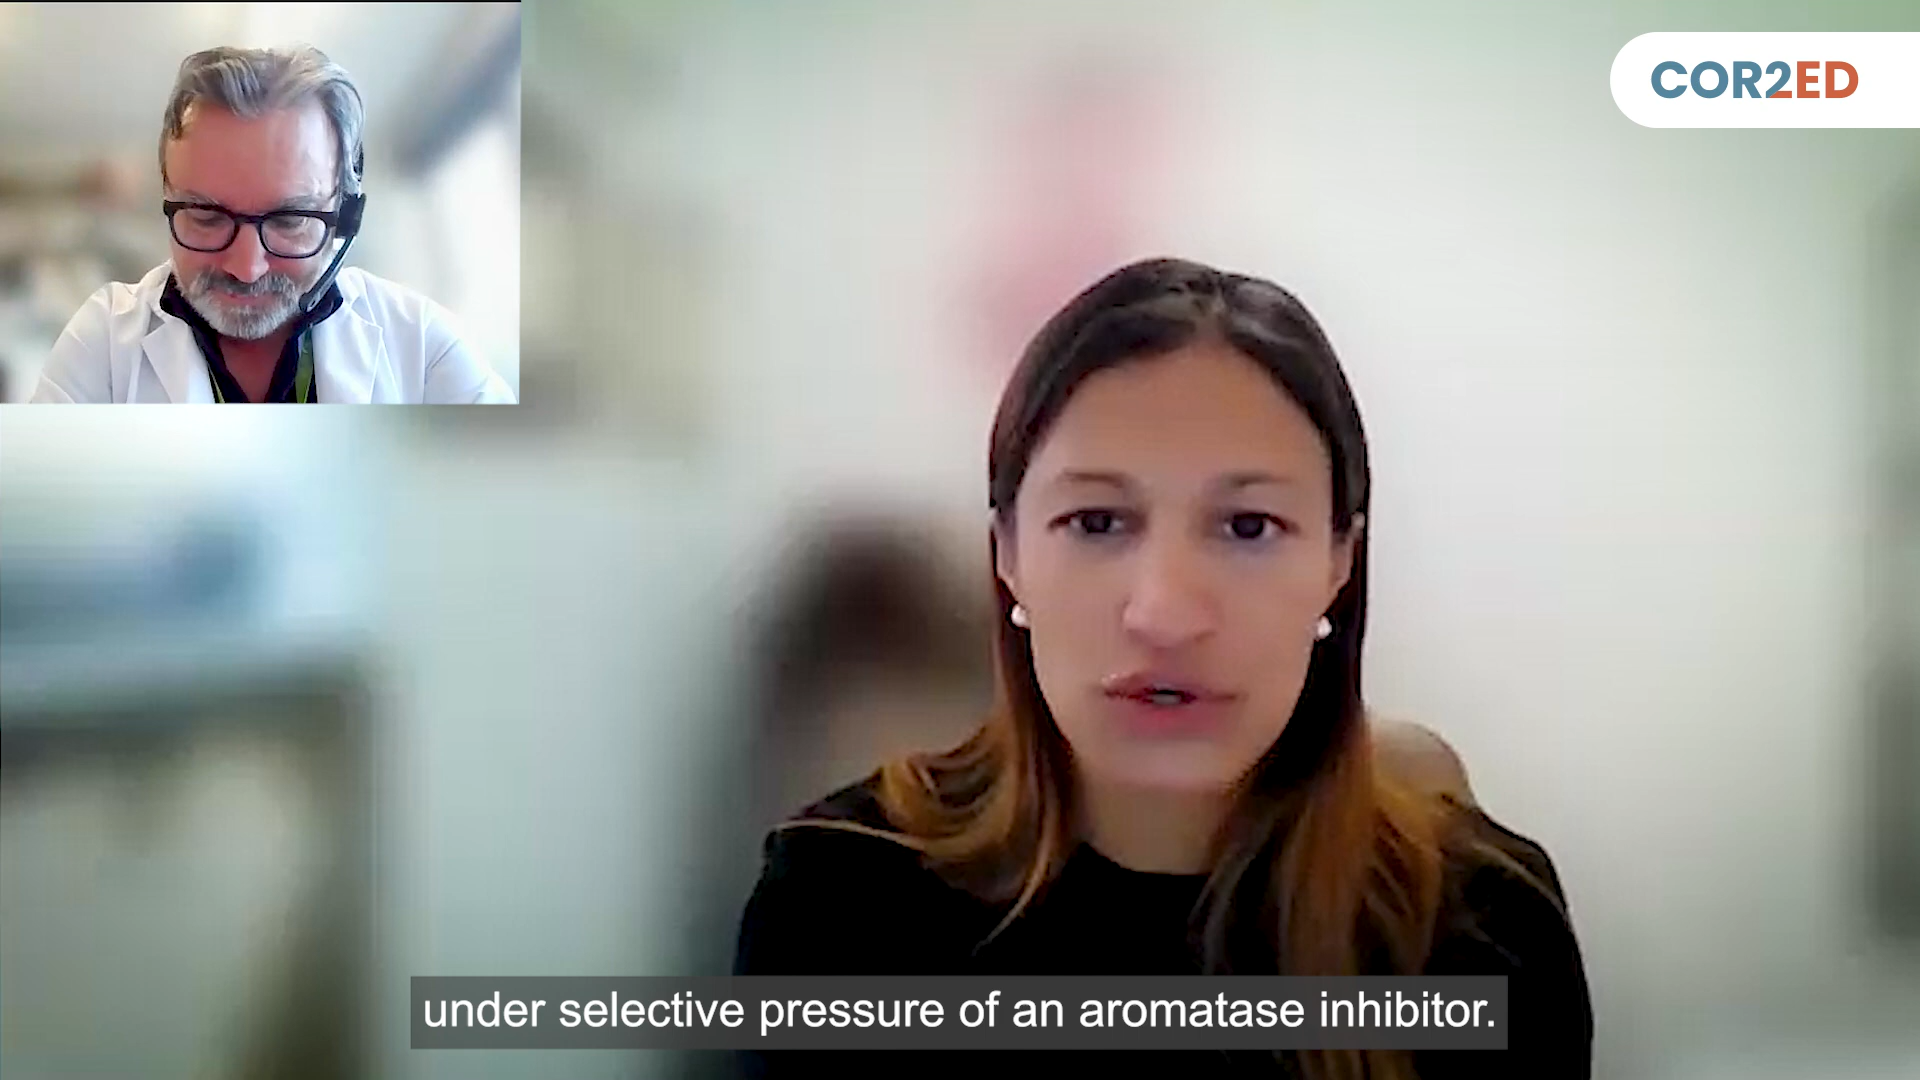 COR2ED
under selective pressure of an aromatase inhibitor.